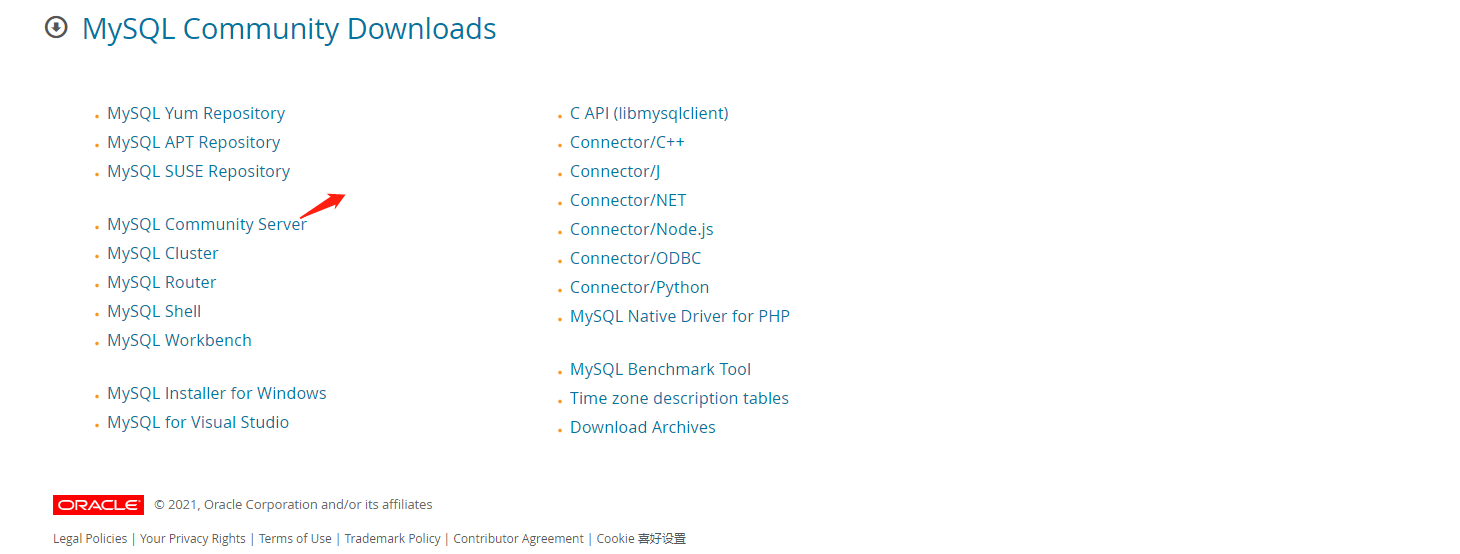 MySQL Community Downloads
MySQL Yum Repository
MySQL APT Repository
MySQL SUSE Repository
MySQL Community Server
MySQL Cluster
MySQL Router
MySQL Shell
MySQL Workbench
MySQL Installer for Windows
MySQL for Visual Studio
C API (libmysqlclient)
Connector/C++
Connector/J
Connector/NET
Connector/Node.js
Connector/ODBC
Connector/Python
MySQL Native Driver for PHP
MySQL Benchmark Tool
Time zone description tables
Download Archives
ORACLE © 2021, Oracle Corporation and/or its affiliates
Legal Policies | Your Privacy Rights | Terms of Use | Trademark Policy | Contributor Agreement | Cookie 喜好设置